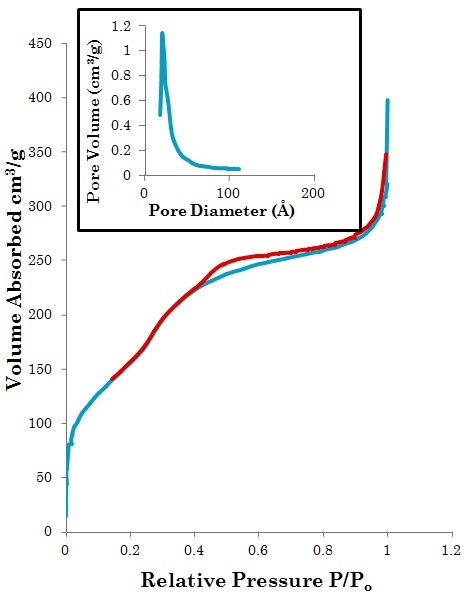 1.2
1
0.8
0.6
0.4
0.2
0
0 100 200
Pore Volume (cm³/g)
Pore Diameter (Å)
450
400
350
300
250
200
150
100
50
0
0 0.2 0.4 0.6 0.8 1 1.2
Volume Absorbed cm³/g
Relative Pressure P/Pₒ